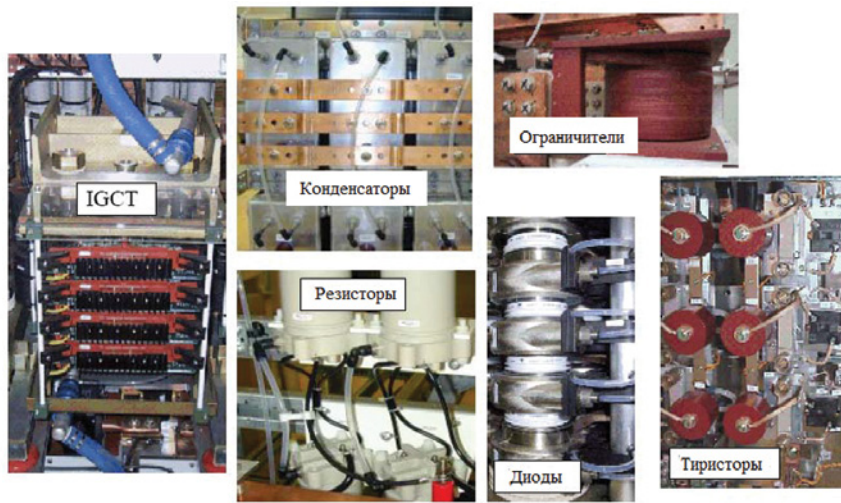 IGCT
Конденсаторы
Ограничители
Резисторы
Диоды
Тиристоры